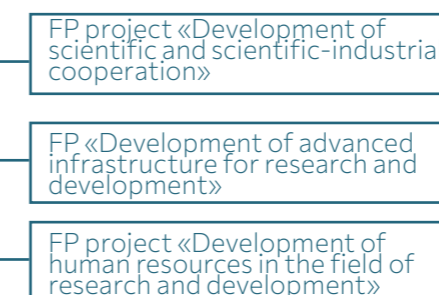 FP project «Development of
scientific and scientific-industria
cooperation»
FP «Development of advanced
infrastructure for research and
development»
FP project «Development of
human resources in the field of
research and development»